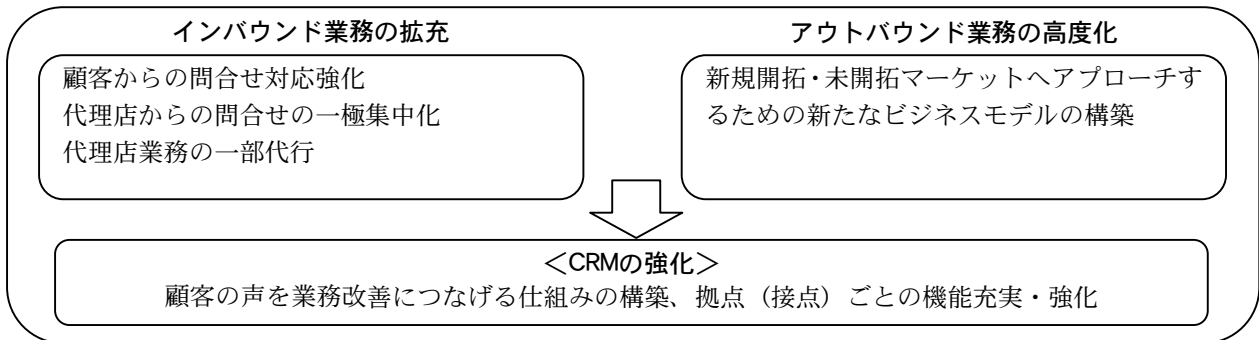 インバウンド業務の拡充
顧客からの問合せ対応強化
代理店からの問合せの一極集中化
代理店業務の一部代行
アウトバウンド業務の高度化
新規開拓・未開拓マーケットへアプローチす
るための新たなビジネスモデルの構築
＜CRMの強化＞
顧客の声を業務改善につなげる仕組みの構築、拠点（接点）ごとの機能充実・強化